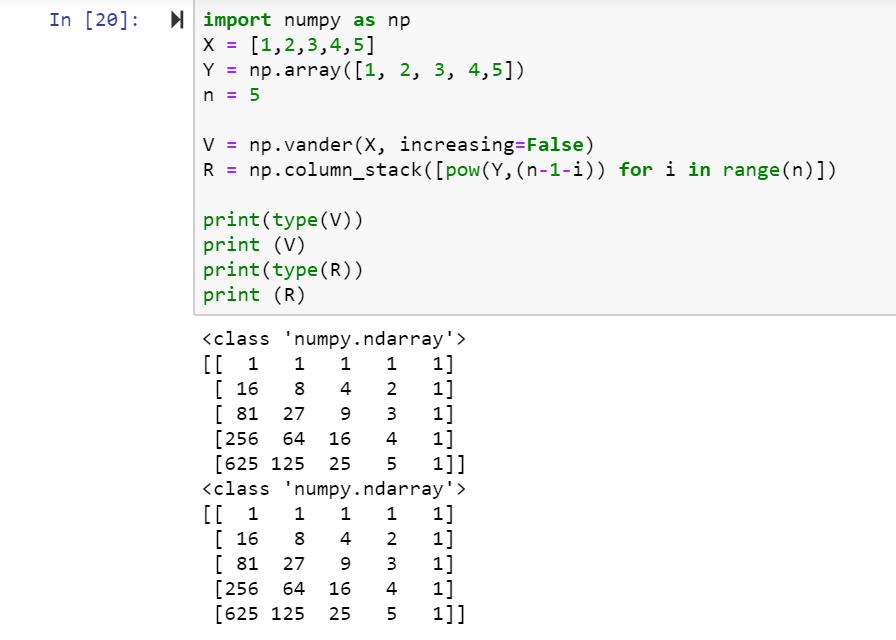 In [20]:
import numpy as np
X = [1,2,3,4,5]
Y = np.array([1, 2, 3, 4,5])
n = 5
V = np.vander(X, increasing=False)
R = np.column_stack([pow(Y,(n-1-i)) for i in range(n)])
print(type(V))
print (V)
print(type(R))
print (R)
<class 'numpy.ndarray'>
[[  1   1   1   1   1]
 [ 16   8   4   2   1]
 [ 81  27   9   3   1]
 [256  64  16   4   1]
 [625 125  25   5   1]]
<class 'numpy.ndarray'>
[[  1   1   1   1   1]
 [ 16   8   4   2   1]
 [ 81  27   9   3   1]
 [256  64  16   4   1]
 [625 125  25   5   1]]